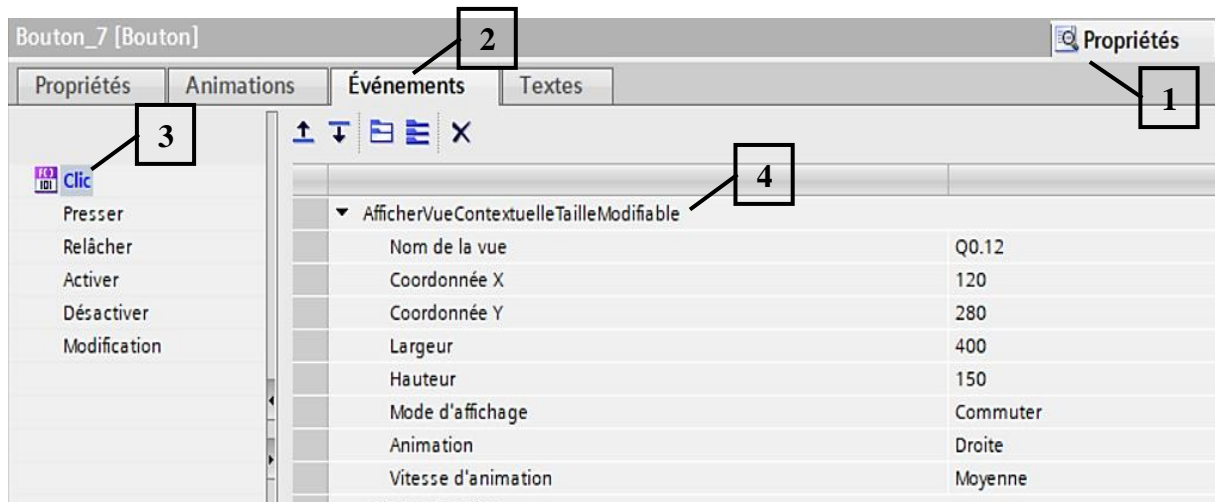 Bouton_7 [Bouton]
2
Propriétés
1
Propriétés Animations Événements Textes
3
Clic
Presser
Relâcher
Activer
Désactiver
Modification
4
AfficherVueContextuelleTailleModifiable
Nom de la vue Q0.12
Coordonnée X 120
Coordonnée Y 280
Largeur 400
Hauteur 150
Mode d'affichage Commuter
Animation Droite
Vitesse d'animation Moyenne